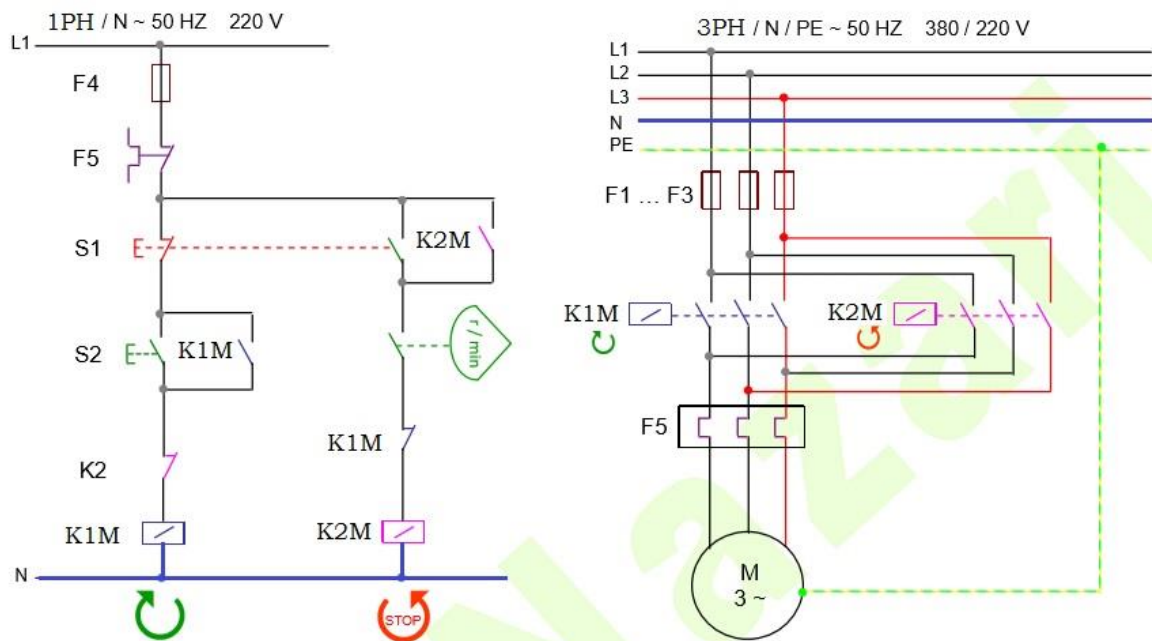 1PH / N ~ 50 HZ 220 V
L1
F4
F5
S1
K2M
S2
K1M
r / min
K1M
K2
K1M
K2M
N
STOP
3PH / N / PE ~ 50 HZ 380 / 220 V
L1
L2
L3
N
PE
F1 ... F3
K1M
K2M
F5
M
3 ~
Nazari